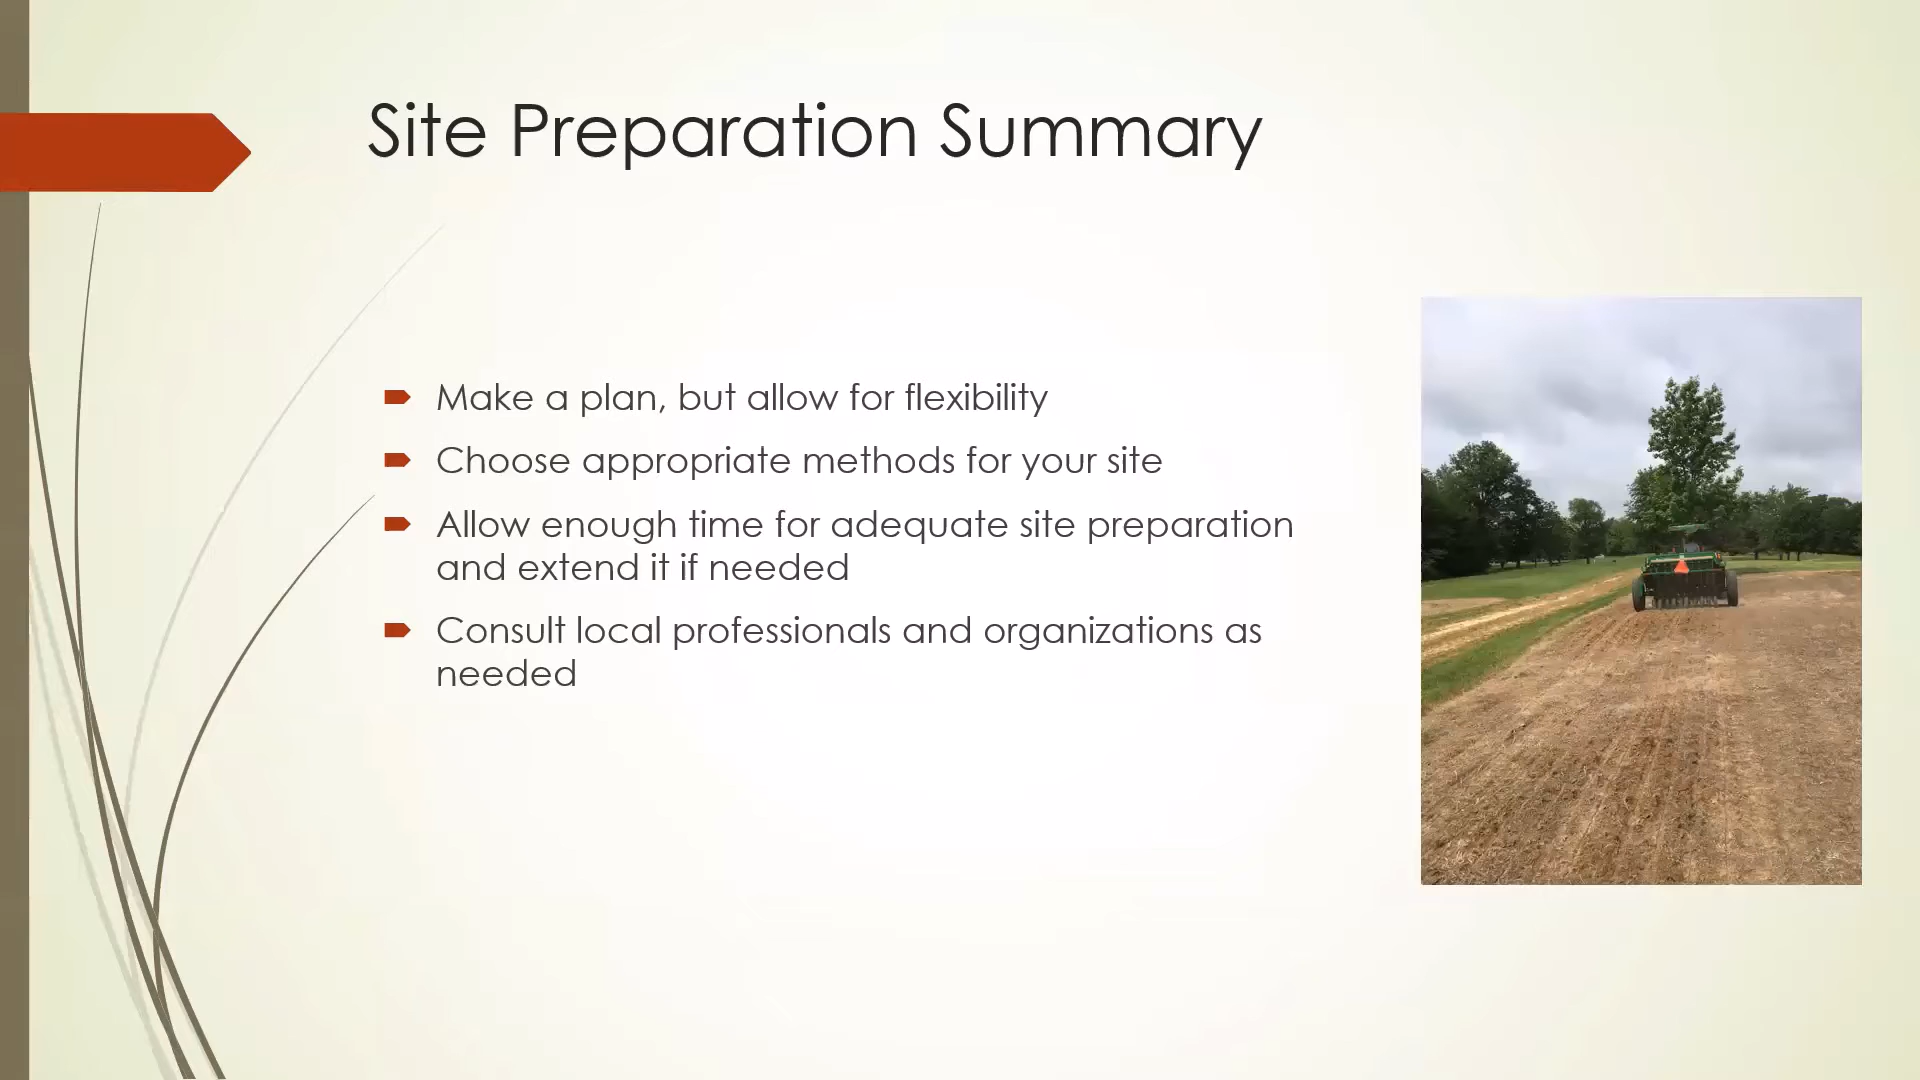 Site Preparation Summary
Make a plan, but allow for flexibility
Choose appropriate methods for your site
Allow enough time for adequate site preparation
and extend it if needed
Consult local professionals and organizations as
needed